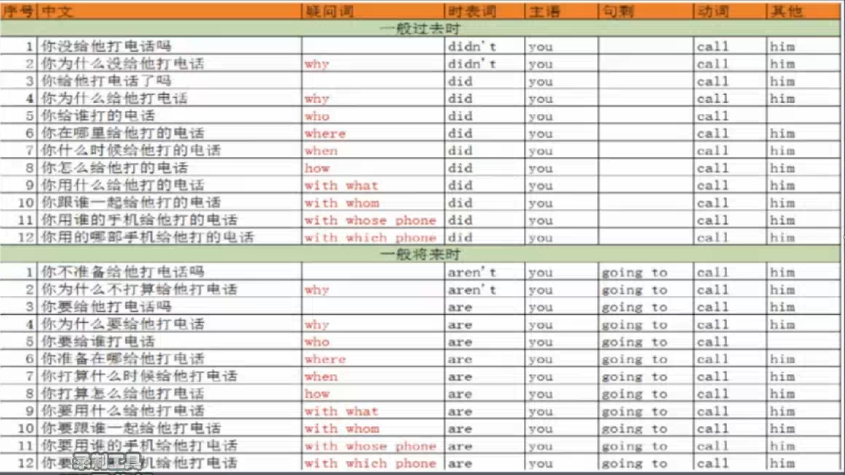 序号 中文 疑问词 时表词 主语 句剩 动词 其他
一般过去时
1 你没给他打电话吗 didn't you call him
2 你为什么没给他打电话 why didn't you call him
3 你给他打电话了吗 did you call him
4 你为什么给他打电话 why did you call him
5 你给谁打的电话 who did you call
6 你在哪里给他打的电话 where did you call him
7 你什么时候给他打的电话 when did you call him
8 你怎么给他打的电话 how did you call him
9 你用什么给他打的电话 with what did you call him
10 你跟谁一起给他打的电话 with whom did you call him
11 你用谁的手机给他打的电话 with whose phone did you call him
12 你用的哪部手机给他打的电话 with which phone did you call him
一般将来时
1 你不准备给他打电话吗 aren't you going to call him
2 你为什么不打算给他打电话 why aren't you going to call him
3 你要给他打电话吗 are you going to call him
4 你为什么要给他打电话 why are you going to call him
5 你要给谁打电话 who are you going to call
6 你准备在哪给他打电话 where are you going to call him
7 你打算什么时候给他打电话 when are you going to call him
8 你打算怎么给他打电话 how are you going to call him
9 你要用什么给他打电话 with what are you going to call him
10 你要跟谁一起给他打电话 with whom are you going to call him
11 你要用谁的手机给他打电话 with whose phone are you going to call him
12 你要 机给他打电话 with which phone are you going to call him